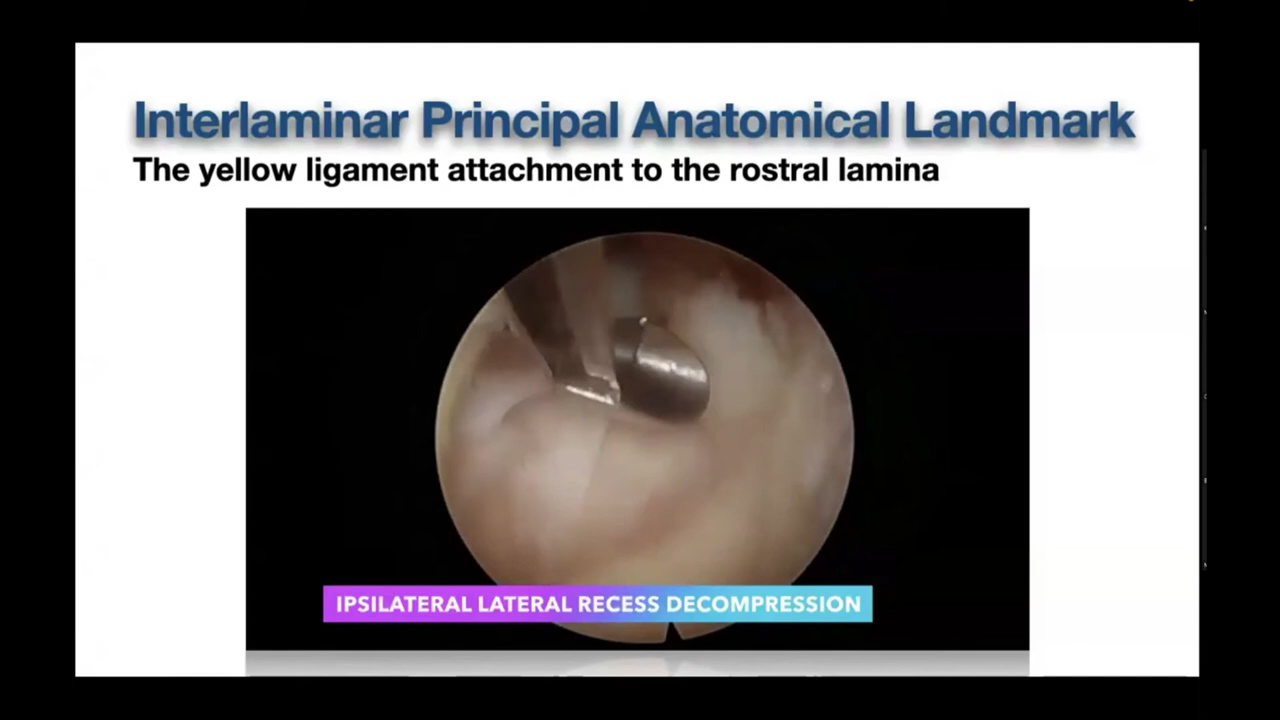 Interlaminar Principal Anatomical Landmark
The yellow ligament attachment to the rostral lamina
IPSILATERAL LATERAL RECESS DECOMPRESSION